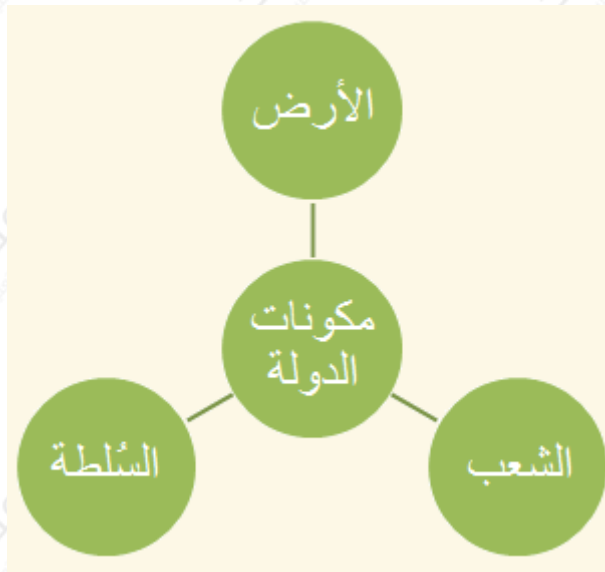 الأرض
مكونات
الدولة
الشعب
السُلطة